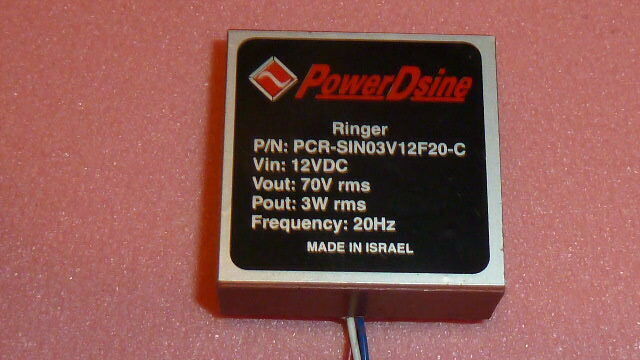 PowerDsine
Ringer
P/N: PCR-SIN03V12F20-C
Vin: 12VDC
Vout: 70V rms
Pout: 3W rms
Frequency: 20Hz
MADE IN ISRAEL